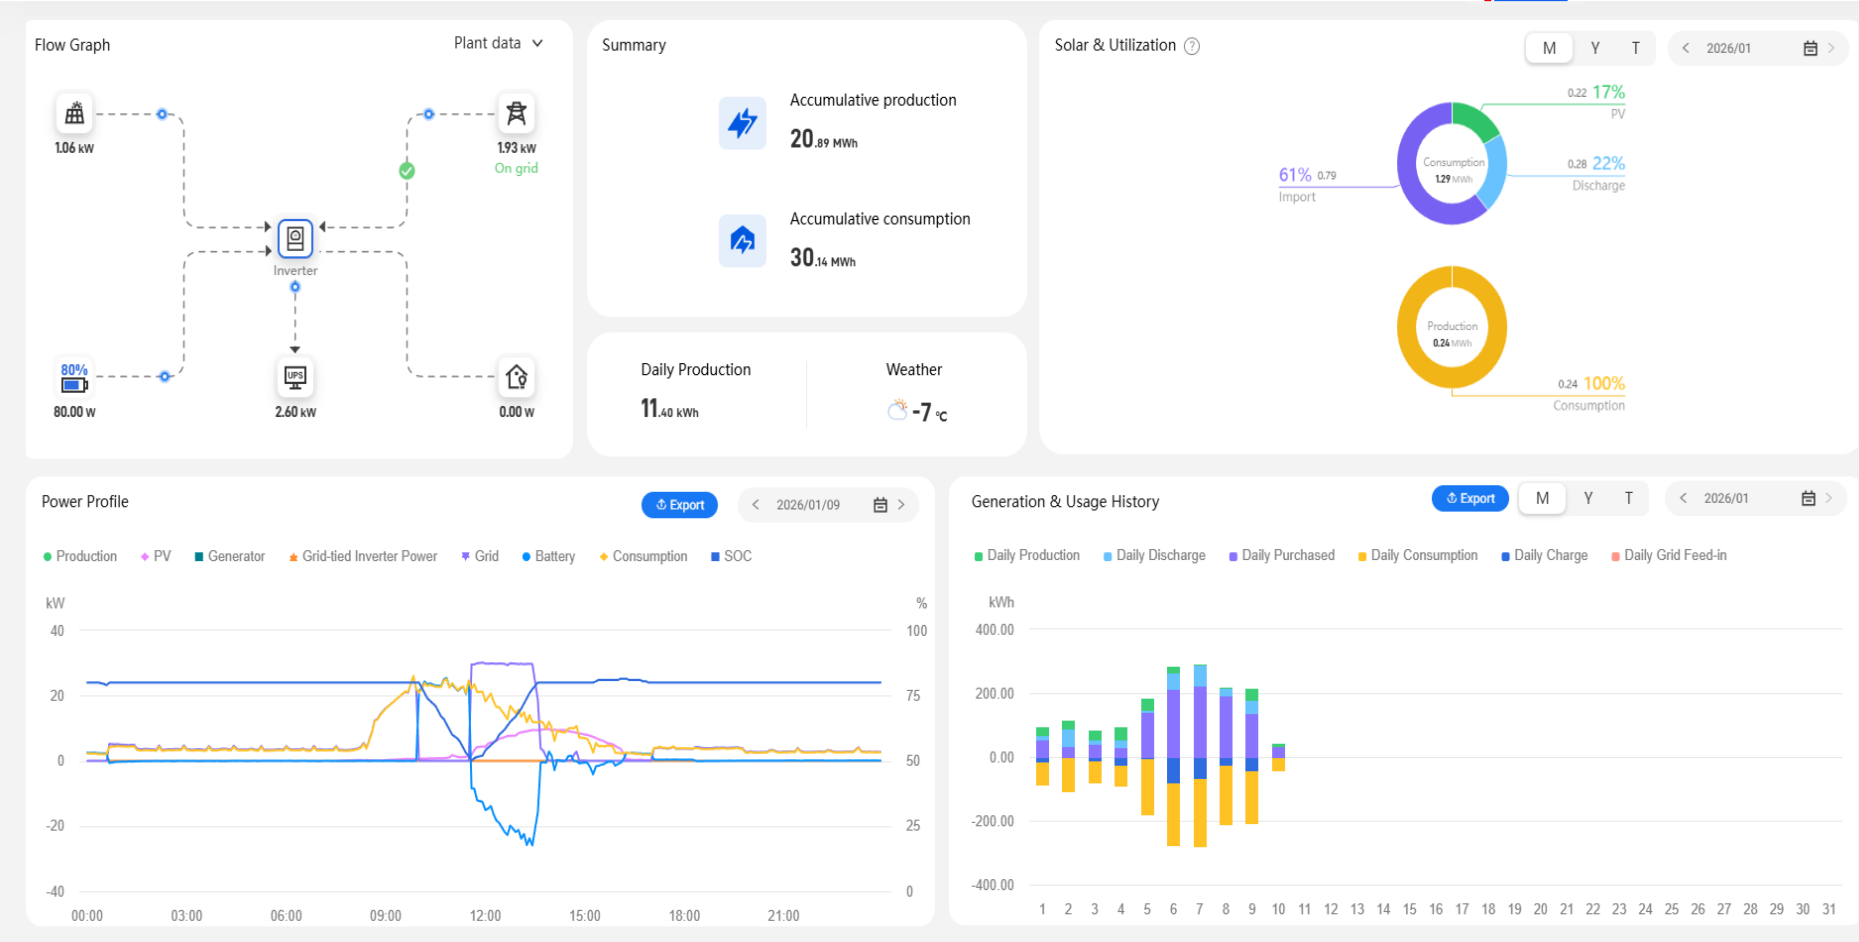 Flow Graph
Plant data
1.06 kW
1.93 kW
On grid
Inverter
80%
UPS
80.00 W
2.60 kW
0.00 W
Summary
Accumulative production
20.89 MWh
Accumulative consumption
30.14 MWh
Daily Production
11.40 kWh
Weather
-7 °C
Solar & Utilization ?
M Y T
2026/01
0.22 17%
PV
Consumption
1.29 MWh
0.28 22%
Discharge
61% 0.79
Import
Production
0.24 MWh
0.24 100%
Consumption
Power Profile
Export
2026/01/09
Production PV Generator Grid-tied Inverter Power Grid Battery Consumption SOC
kW %
40 100
20 75
0 50
-20 25
-40 0
00:00 03:00 06:00 09:00 12:00 15:00 18:00 21:00
Generation & Usage History
Export
M Y T
2026/01
Daily Production Daily Discharge Daily Purchased Daily Consumption Daily Charge Daily Grid Feed-in
kWh
400.00
200.00
0.00
-200.00
-400.00
1 2 3 4 5 6 7 8 9 10 11 12 13 14 15 16 17 18 19 20 21 22 23 24 25 26 27 28 29 30 31